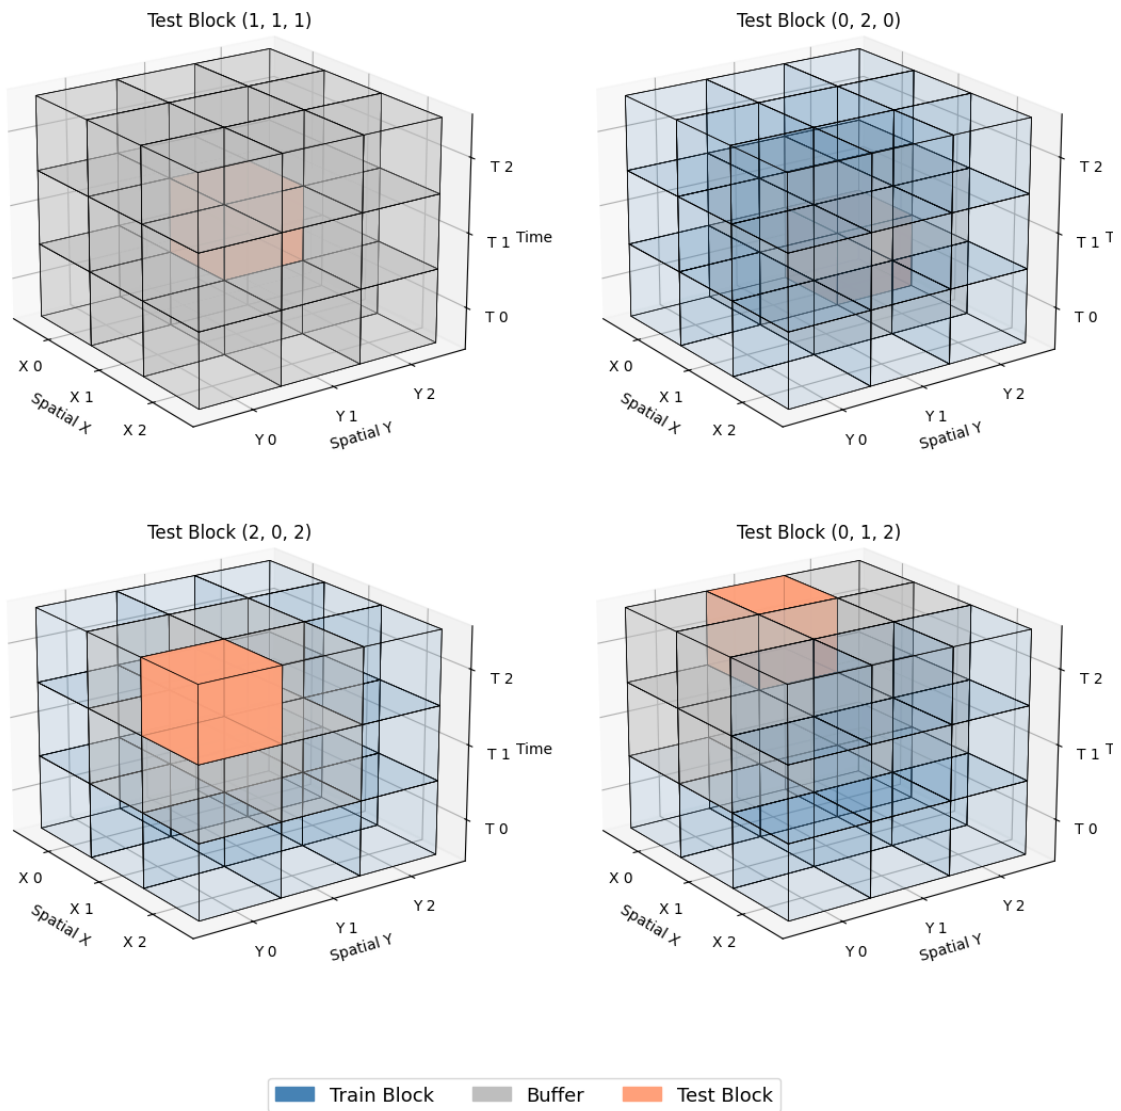 Test Block (1, 1, 1)
T 2
T 1
Time
T 0
X 0
X 1
X 2
Spatial X
Y 0
Y 1
Y 2
Spatial Y
Test Block (0, 2, 0)
T 2
T 1
T
T 0
X 0
X 1
X 2
Spatial X
Y 0
Y 1
Y 2
Spatial Y
Test Block (2, 0, 2)
T 2
T 1
Time
T 0
X 0
X 1
X 2
Spatial X
Y 0
Y 1
Y 2
Spatial Y
Test Block (0, 1, 2)
T 2
T 1
T
T 0
X 0
X 1
X 2
Spatial X
Y 0
Y 1
Y 2
Spatial Y
Train Block
Buffer
Test Block